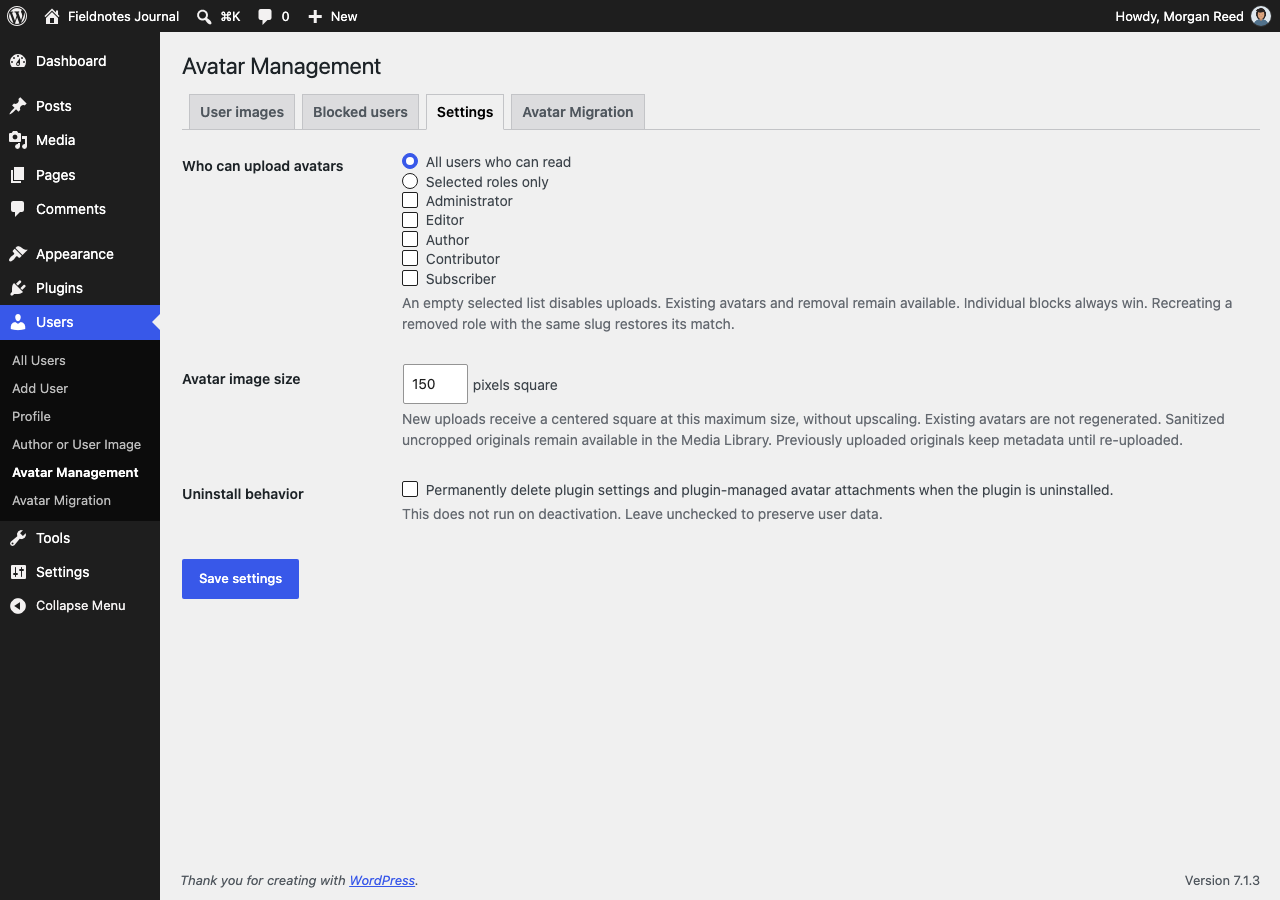 Fieldnotes Journal
⌘K
0
New
Howdy, Morgan Reed
Dashboard
Posts
Media
Pages
Comments
Appearance
Plugins
Users
All Users
Add User
Profile
Author or User Image
Avatar Management
Avatar Migration
Tools
Settings
Collapse Menu
Avatar Management
User images
Blocked users
Settings
Avatar Migration
Who can upload avatars
All users who can read
Selected roles only
Administrator
Editor
Author
Contributor
Subscriber
An empty selected list disables uploads. Existing avatars and removal remain available. Individual blocks always win. Recreating a
removed role with the same slug restores its match.
Avatar image size
150 pixels square
New uploads receive a centered square at this maximum size, without upscaling. Existing avatars are not regenerated. Sanitized
uncropped originals remain available in the Media Library. Previously uploaded originals keep metadata until re-uploaded.
Uninstall behavior
Permanently delete plugin settings and plugin-managed avatar attachments when the plugin is uninstalled.
This does not run on deactivation. Leave unchecked to preserve user data.
Save settings
Thank you for creating with WordPress.
Version 7.1.3